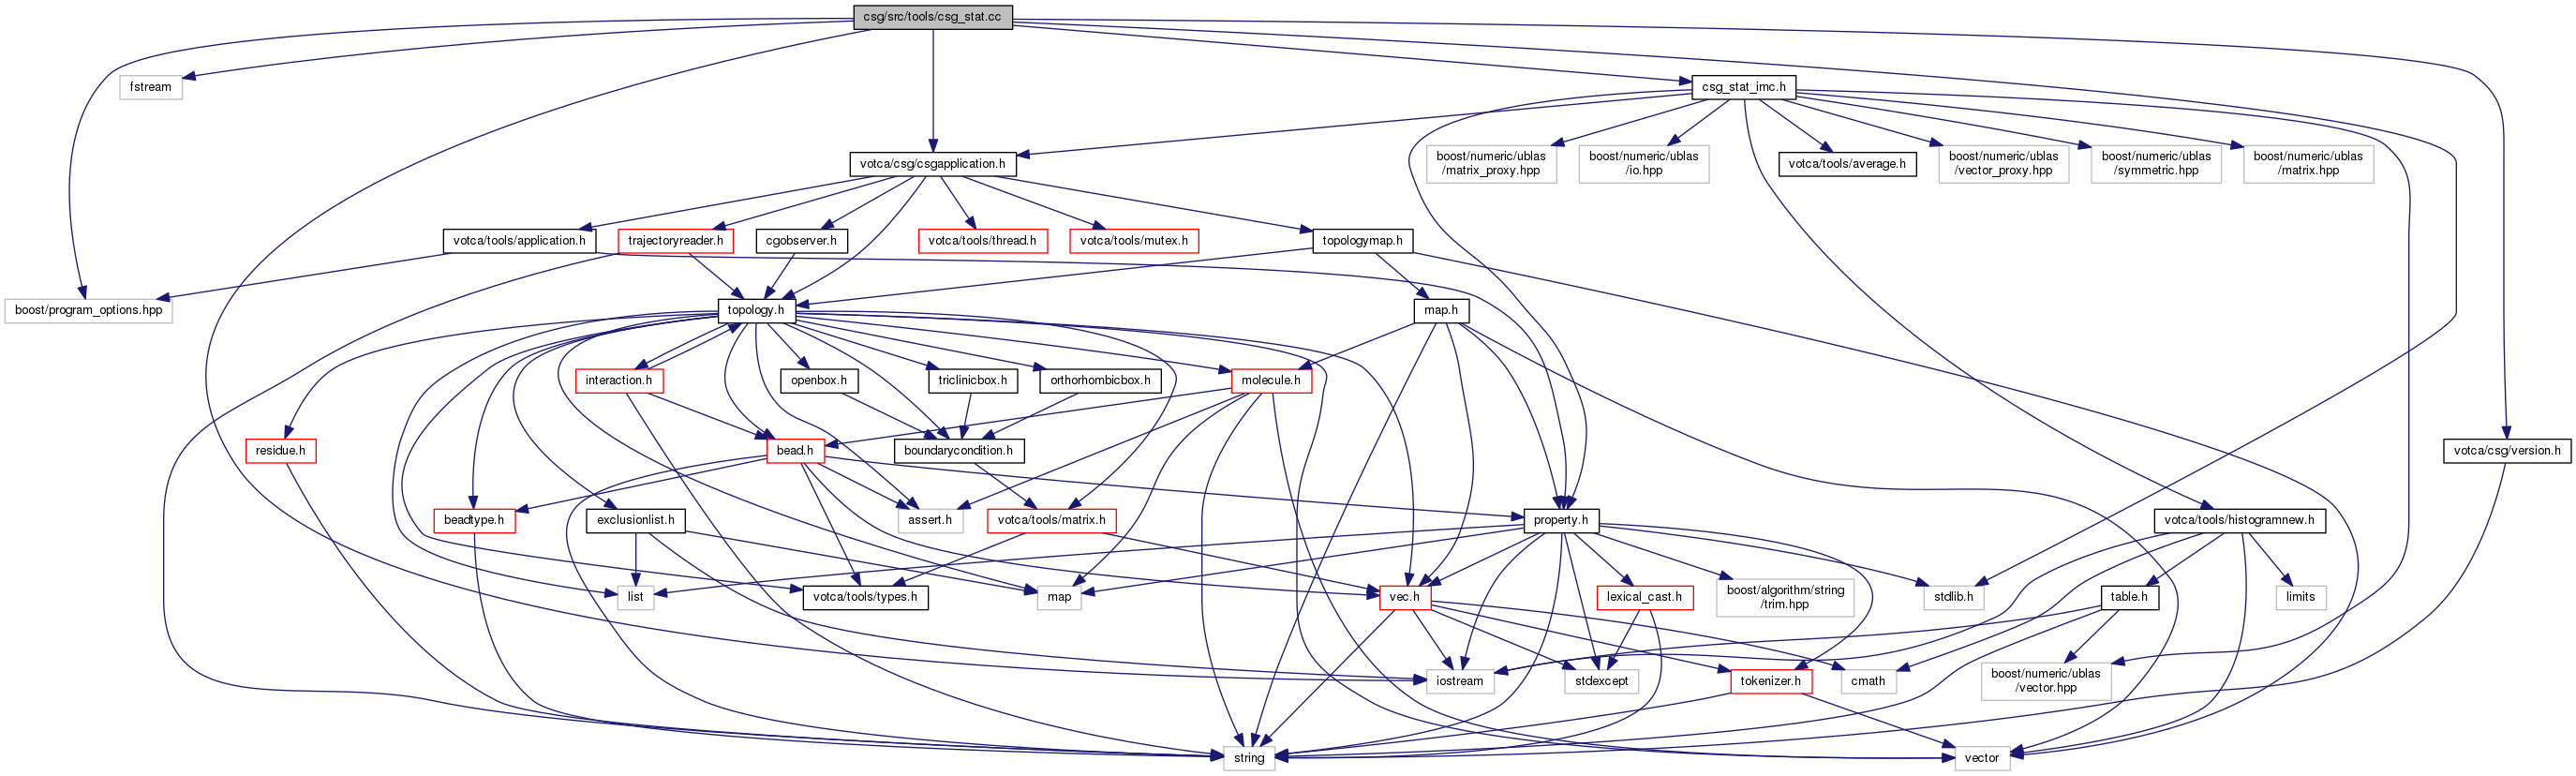 csg/src/tools/csg_stat.cc
fstream
csg_stat_imc.h
votca/csg/csgapplication.h
boost/numeric/ublas
/matrix_proxy.hpp
boost/numeric/ublas
/io.hpp
votca/tools/average.h
boost/numeric/ublas
/vector_proxy.hpp
boost/numeric/ublas
/symmetric.hpp
boost/numeric/ublas
/matrix.hpp
votca/tools/application.h
trajectoryreader.h
cgobserver.h
votca/tools/thread.h
votca/tools/mutex.h
topologymap.h
boost/program_options.hpp
topology.h
map.h
interaction.h
openbox.h
triclinicbox.h
orthorhombicbox.h
molecule.h
residue.h
bead.h
boundarycondition.h
votca/csg/version.h
beadtype.h
exclusionlist.h
assert.h
votca/tools/matrix.h
property.h
votca/tools/histogramnew.h
list
votca/tools/types.h
map
vec.h
lexical_cast.h
boost/algorithm/string
/trim.hpp
stdlib.h
table.h
limits
iostream
stdexcept
tokenizer.h
cmath
boost/numeric/ublas
/vector.hpp
string
vector